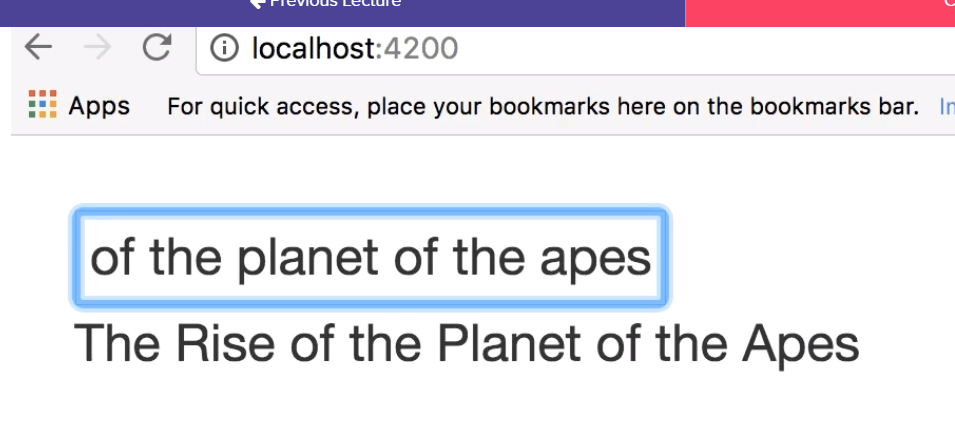 Previous Lecture
localhost:4200
Apps For quick access, place your bookmarks here on the bookmarks bar.
of the planet of the apes
The Rise of the Planet of the Apes